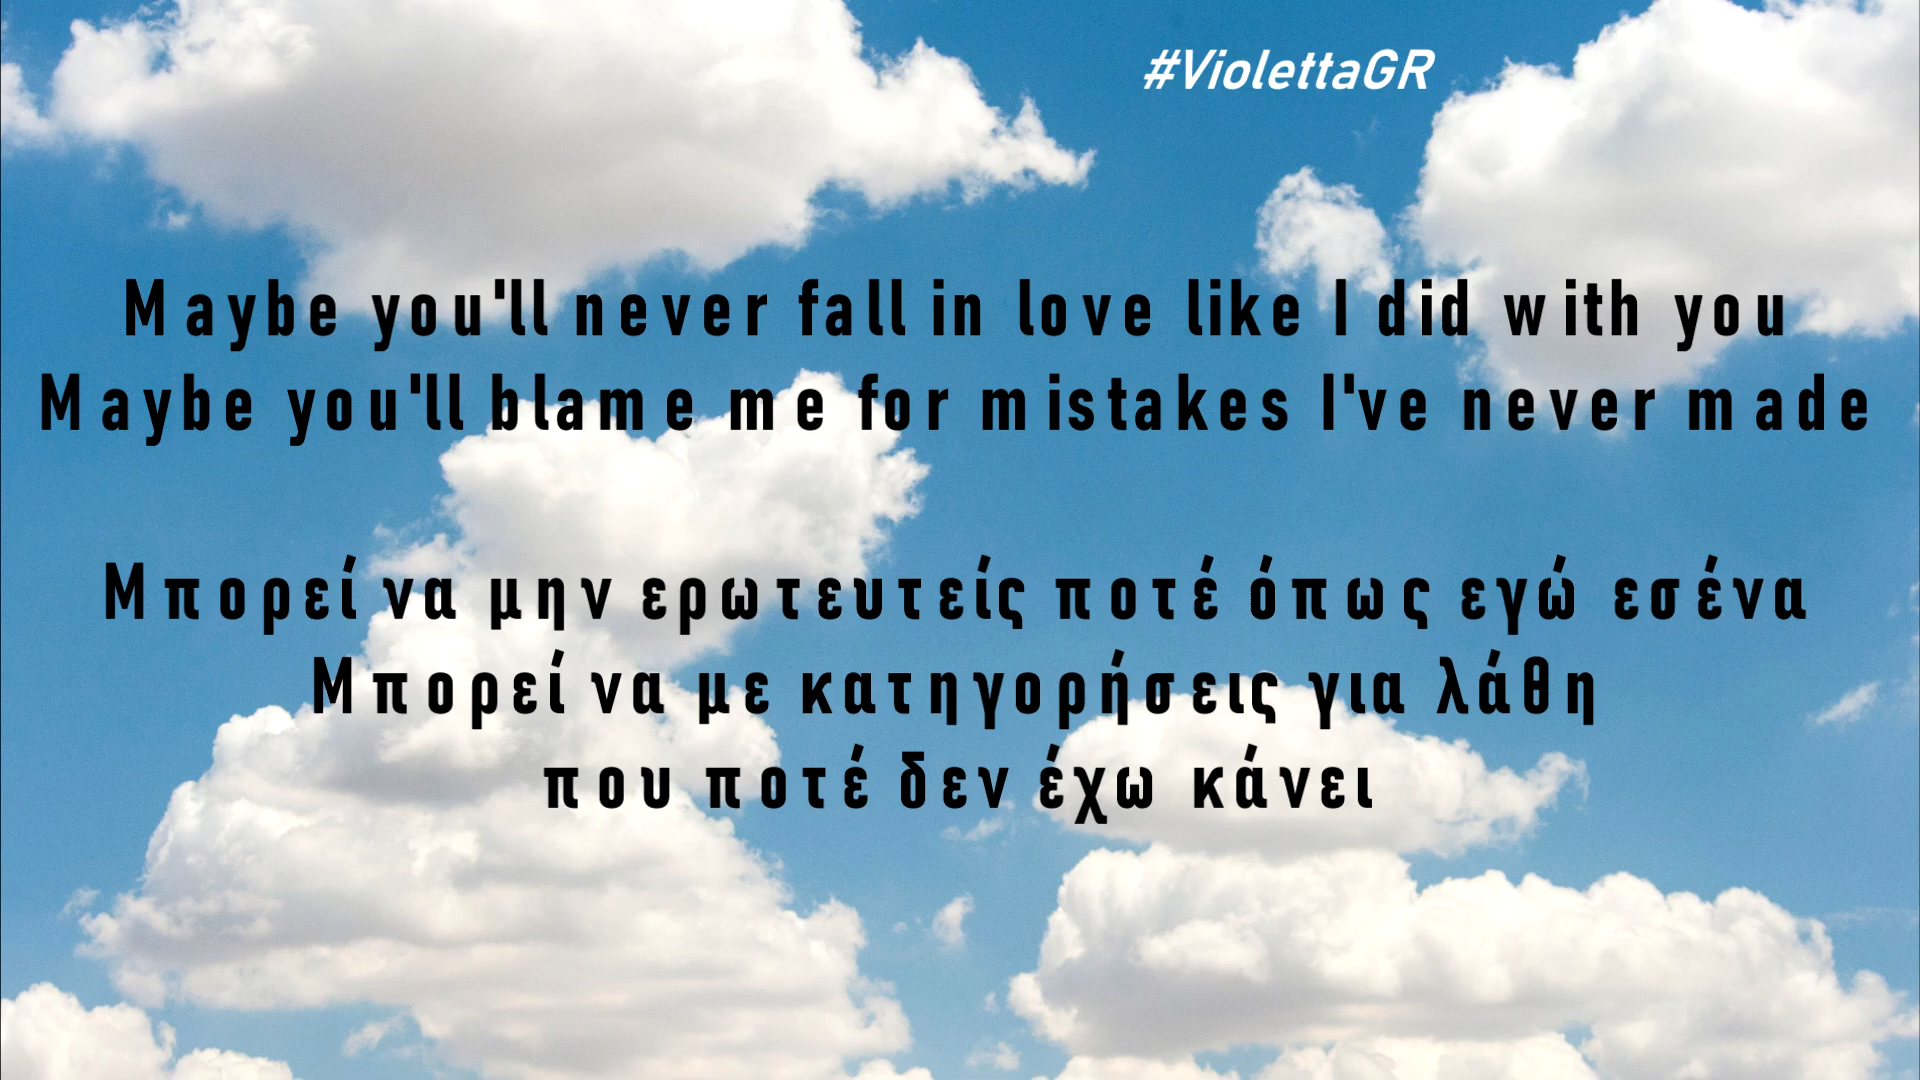 #ViolettaGR
Maybe you'll never fall in love like I did with you
Maybe you'll blame me for mistakes I've never made
Μπορεί να μην ερωτευτείς ποτέ όπως εγώ εσένα
Μπορεί να με κατηγορήσεις για λάθη
που ποτέ δεν έχω κάνει